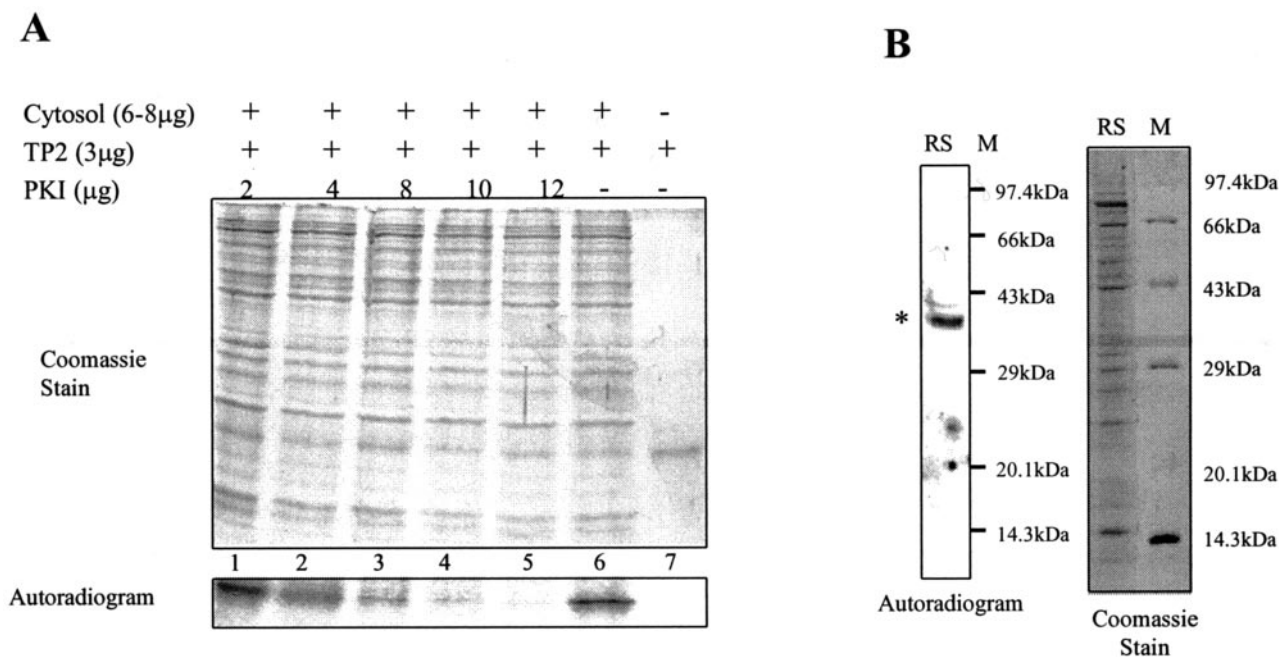 A
Cytosol (6-8µg) + + + + + + -
TP2 (3µg) + + + + + + +
PKI (µg) 2 4 8 10 12 - -
Coomassie
Stain
1 2 3 4 5 6 7
Autoradiogram
B
RS M
97.4kDa
66kDa
43kDa
*
29kDa
20.1kDa
14.3kDa
Autoradiogram
RS M
97.4kDa
66kDa
43kDa
29kDa
20.1kDa
14.3kDa
Coomassie
Stain